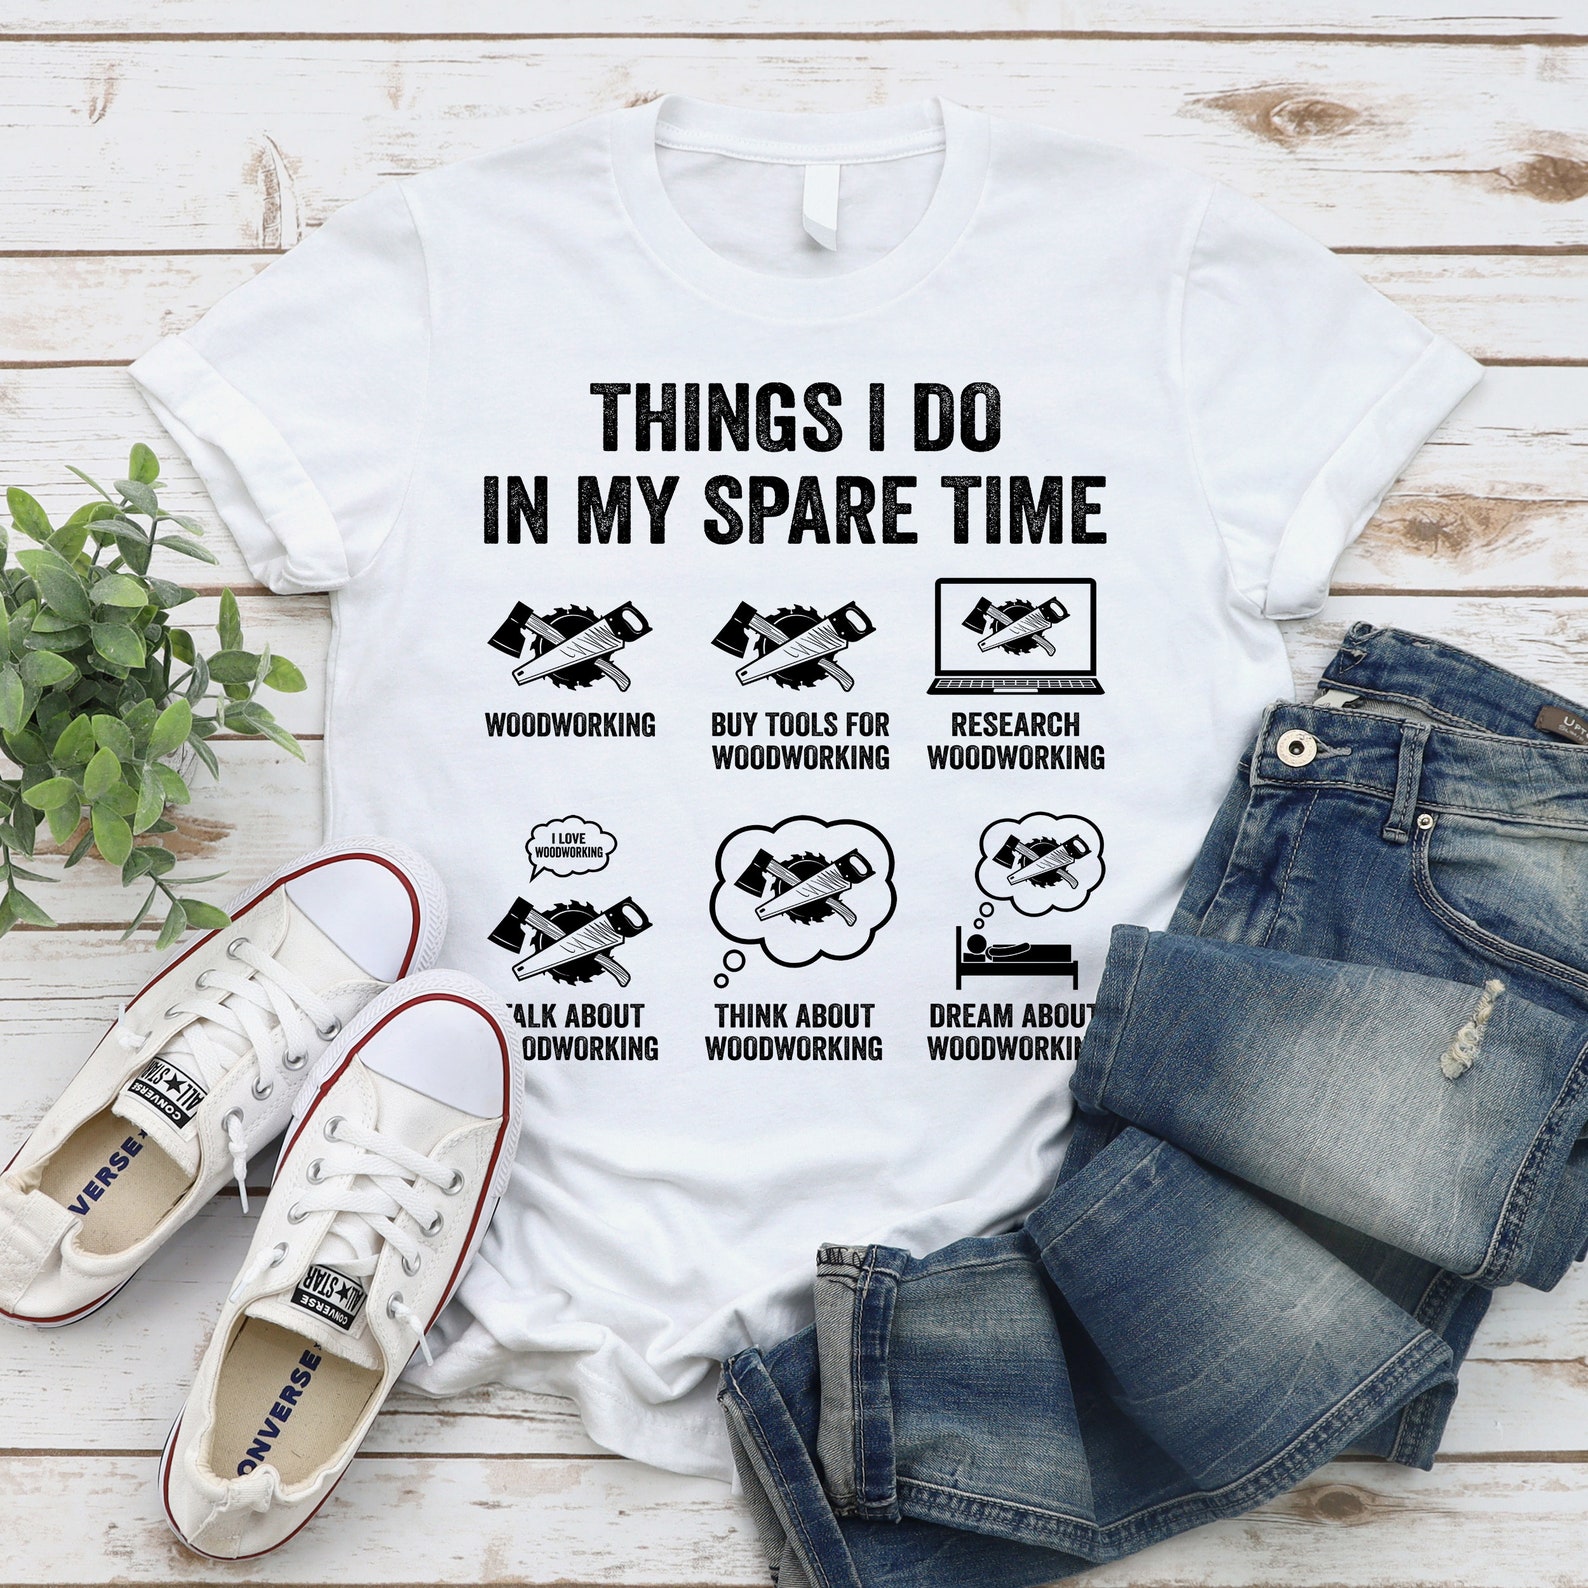 THINGS I DO
IN MY SPARE TIME
WOODWORKING
BUY TOOLS FOR
WOODWORKING
RESEARCH
WOODWORKING
I LOVE
WOODWORKING
ALK ABOUT
ODWORKING
THINK ABOUT
WOODWORKING
DREAM ABOUT
WOODWORKIN
CONVERSE
ALL STAR
VERSE
CONVERSE
ALL STAR
ONVERSE